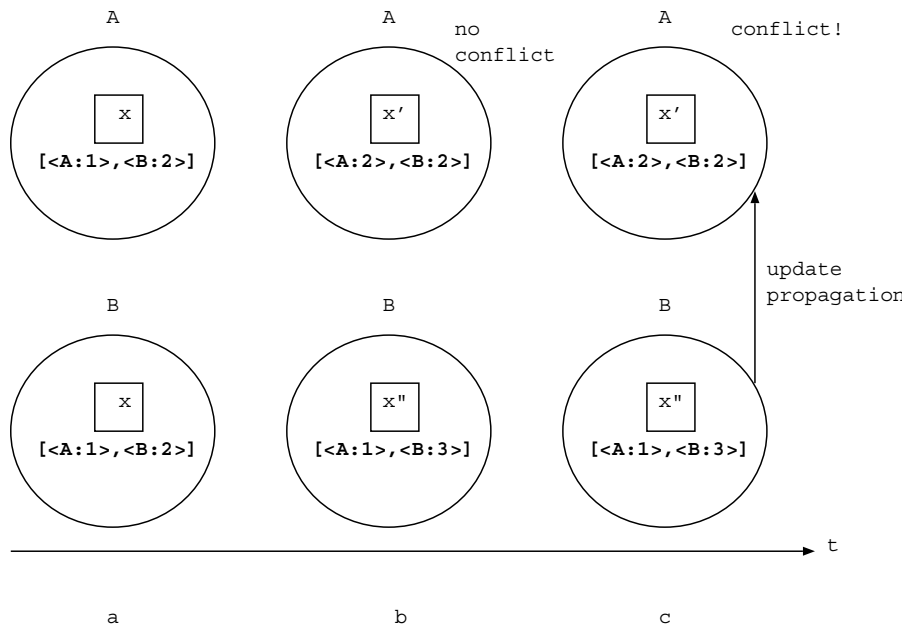 A
A
no
conflict
A
conflict!
x
[<A:1>,<B:2>]
x'
[<A:2>,<B:2>]
x'
[<A:2>,<B:2>]
update
propagation
B
B
B
x
[<A:1>,<B:2>]
x"
[<A:1>,<B:3>]
x"
[<A:1>,<B:3>]
t
a
b
c